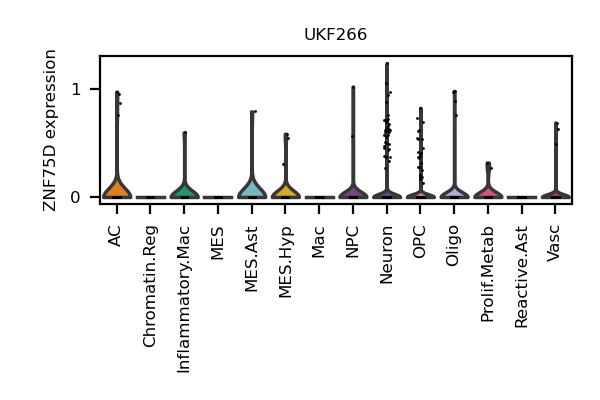 UKF266
ZNF75D expression
1
0
AC
Chromatin.Reg
Inflammatory.Mac
MES
MES.Ast
MES.Hyp
Mac
NPC
Neuron
OPC
Oligo
Prolif.Metab
Reactive.Ast
Vasc